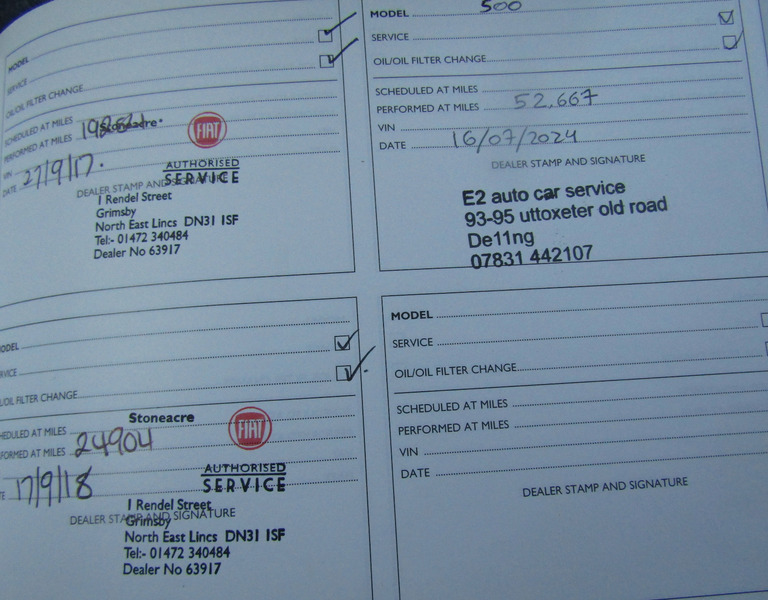 MODEL
SERVICE
OIL/OIL FILTER CHANGE
SCHEDULED AT MILES
Stoneacre
PERFORMED AT MILES
VIN
DATE 27/9/17.
FIAT
AUTHORISED
SERVICE
DEALER STAMP AND SIGNATURE
1 Rendel Street
Grimsby
North East Lincs DN31 1SF
Tel:- 01472 340484
Dealer No 63917
MODEL 500
SERVICE
OIL/OIL FILTER CHANGE
SCHEDULED AT MILES
PERFORMED AT MILES 52,667
VIN
DATE 16/07/2024
DEALER STAMP AND SIGNATURE
E2 auto car service
93-95 uttoxeter old road
De11ng
07831 442107
ODEL
VICE
/OIL FILTER CHANGE
Stoneacre
HEDULED AT MILES
FORMED AT MILES 24904
FIAT
AUTHORISED
SERVICE
TE 17/9/18
1 Rendel Street
DEALER STAMP AND SIGNATURE
Grimsby
North East Lincs DN31 1SF
Tel:- 01472 340484
Dealer No 63917
MODEL
SERVICE
OIL/OIL FILTER CHANGE
SCHEDULED AT MILES
PERFORMED AT MILES
VIN
DATE
DEALER STAMP AND SIGNATURE